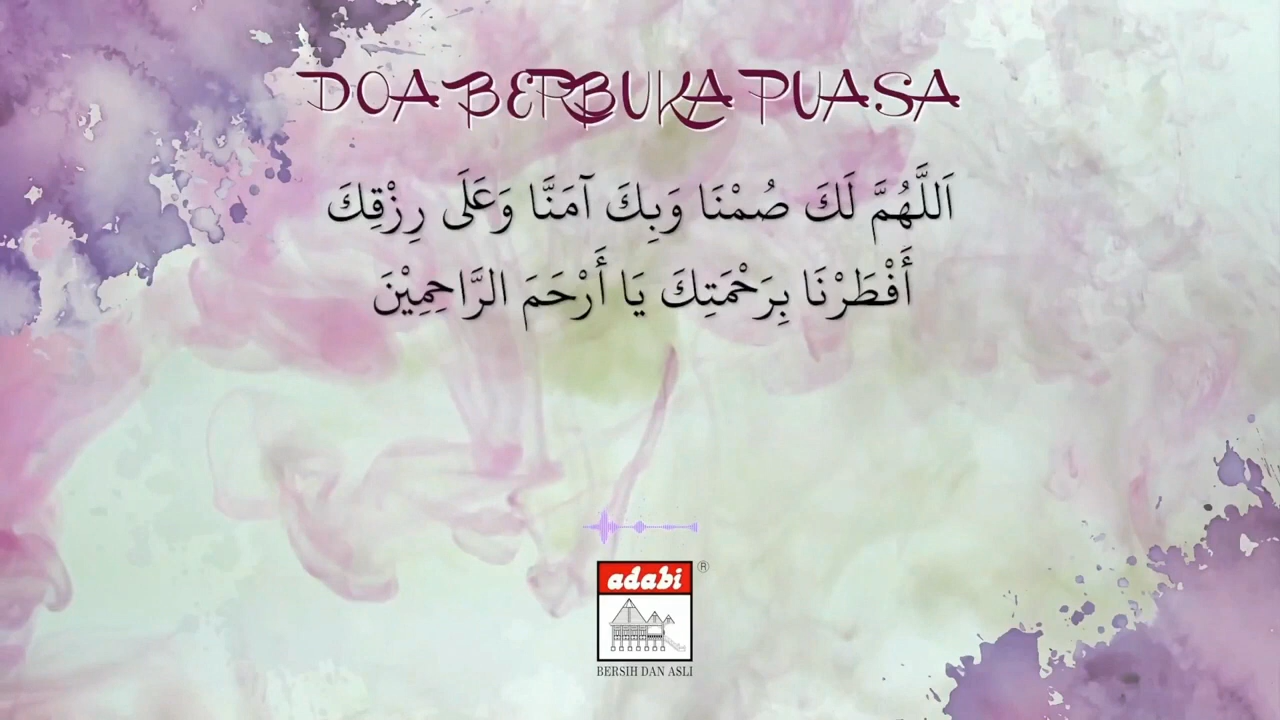 DOA BERBUKA PUASA
اَللَّهُمَّ لَكَ صُمْنَا وَبِكَ آمَنَّا وَعَلَى رِزْقِكَ
أَفْطَرْنَا بِرَحْمَتِكَ يَا أَرْحَمَ الرَّاحِمِيْنَ
adabi ®
BERSIH DAN ASLI